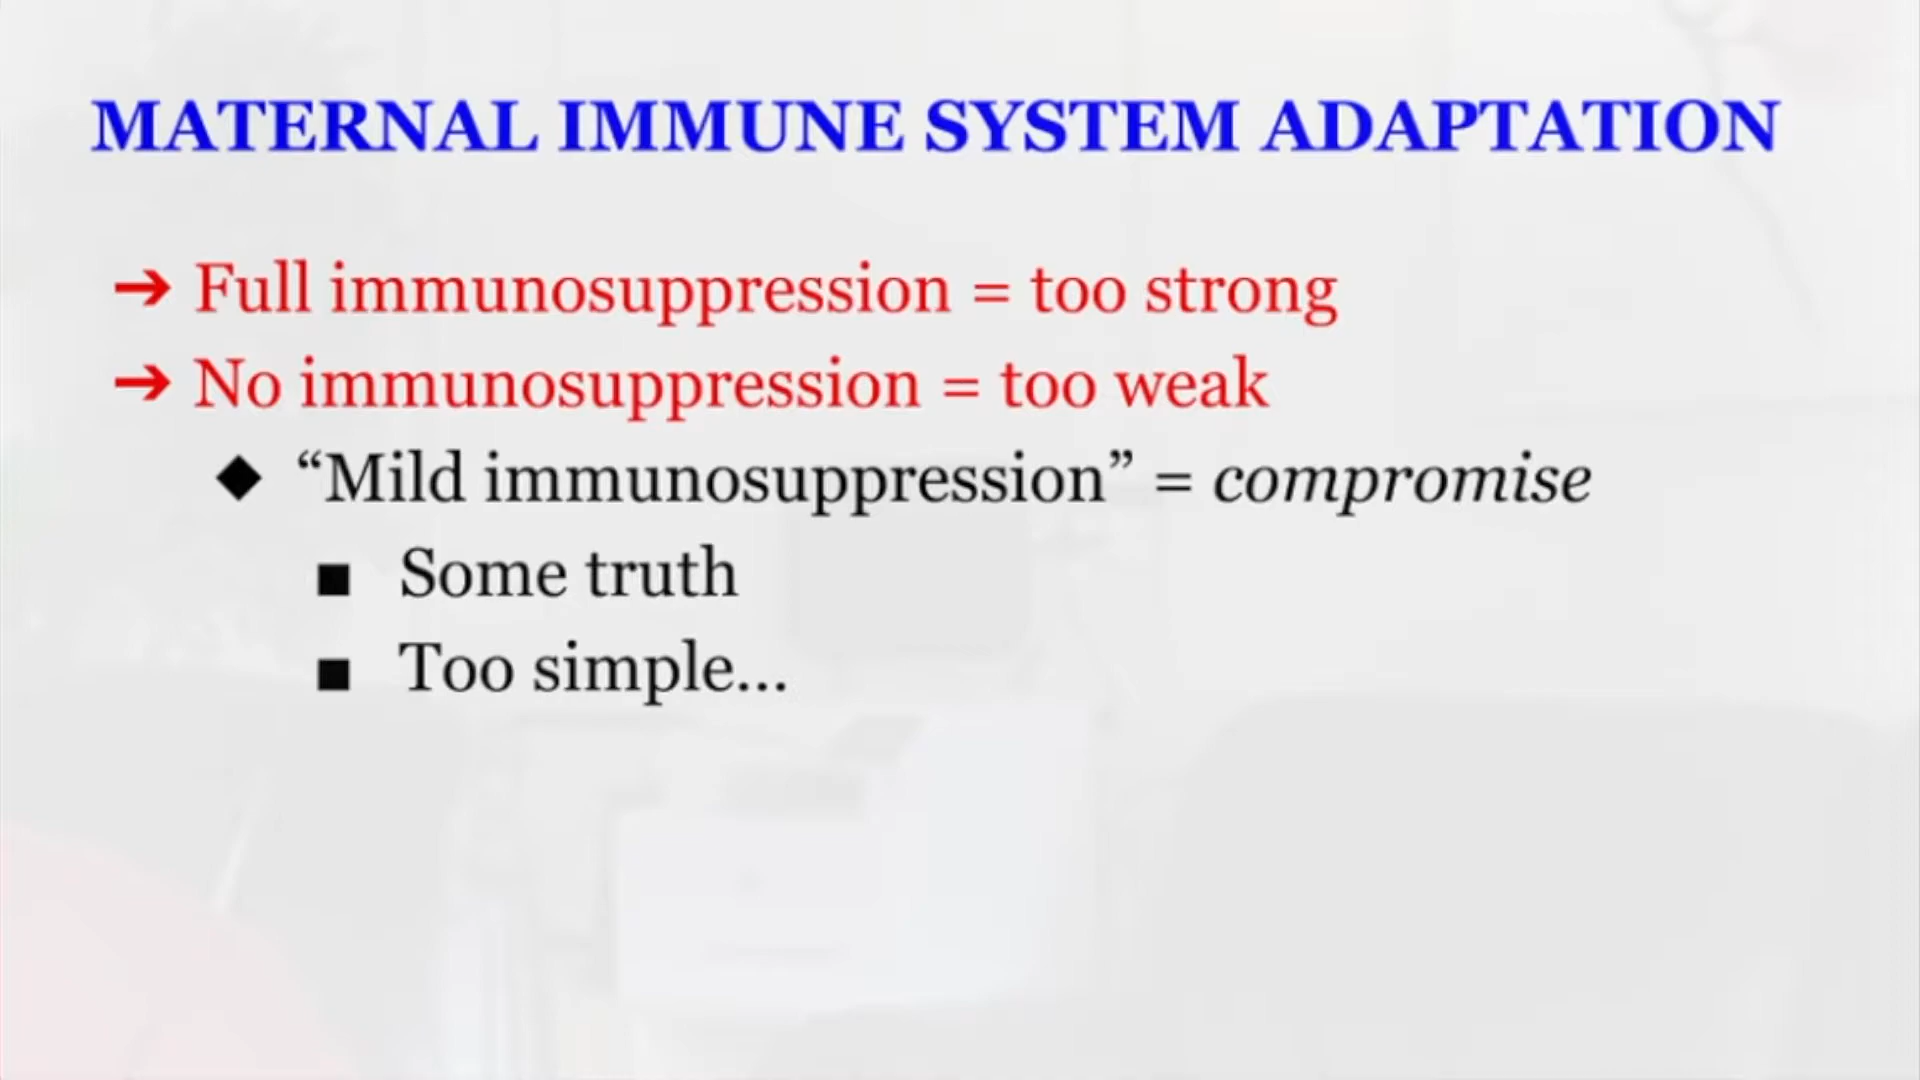 MATERNAL IMMUNE SYSTEM ADAPTATION
➔ Full immunosuppression = too strong
➔ No immunosuppression = too weak
◆ “Mild immunosuppression” = compromise
■ Some truth
■ Too simple...